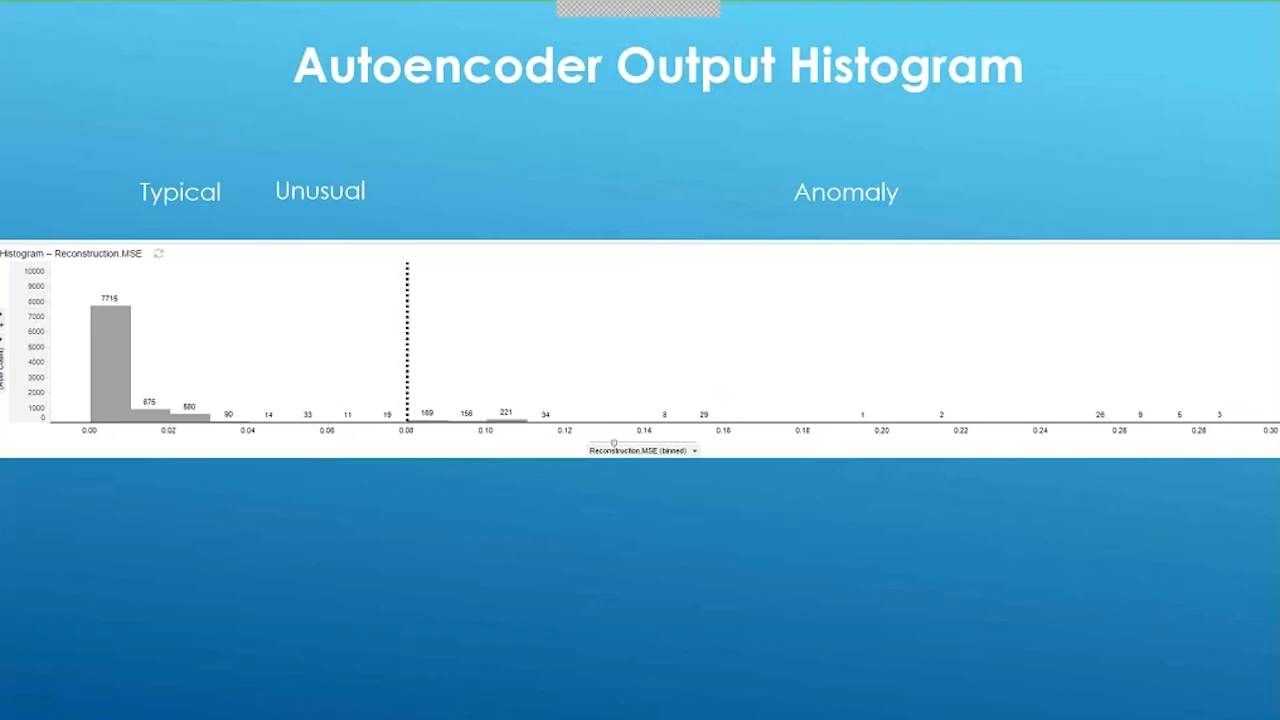 Autoencoder Output Histogram
Typical Unusual Anomaly
Histogram – Reconstruction.MSE
10000
9000
8000
7000
6000
5000
4000
3000
2000
1000
0
7715 875 580 90 14 33 11 19 169 156 221 34 8 29 1 2 26 9 5 3
0.00 0.02 0.04 0.06 0.08 0.10 0.12 0.14 0.16 0.18 0.20 0.22 0.24 0.26 0.28 0.30
Reconstruction.MSE (binned)